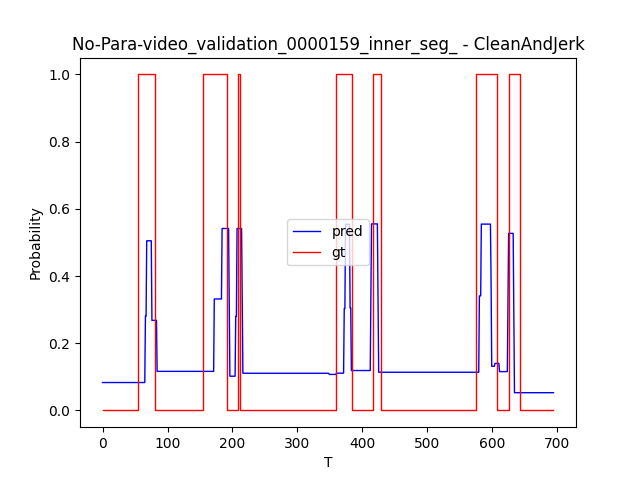 No-Para-video_validation_0000159_inner_seg_ - CleanAndJerk
1.0
0.8
0.6
0.4
0.2
0.0
Probability
pred
gt
0 100 200 300 400 500 600 700
T